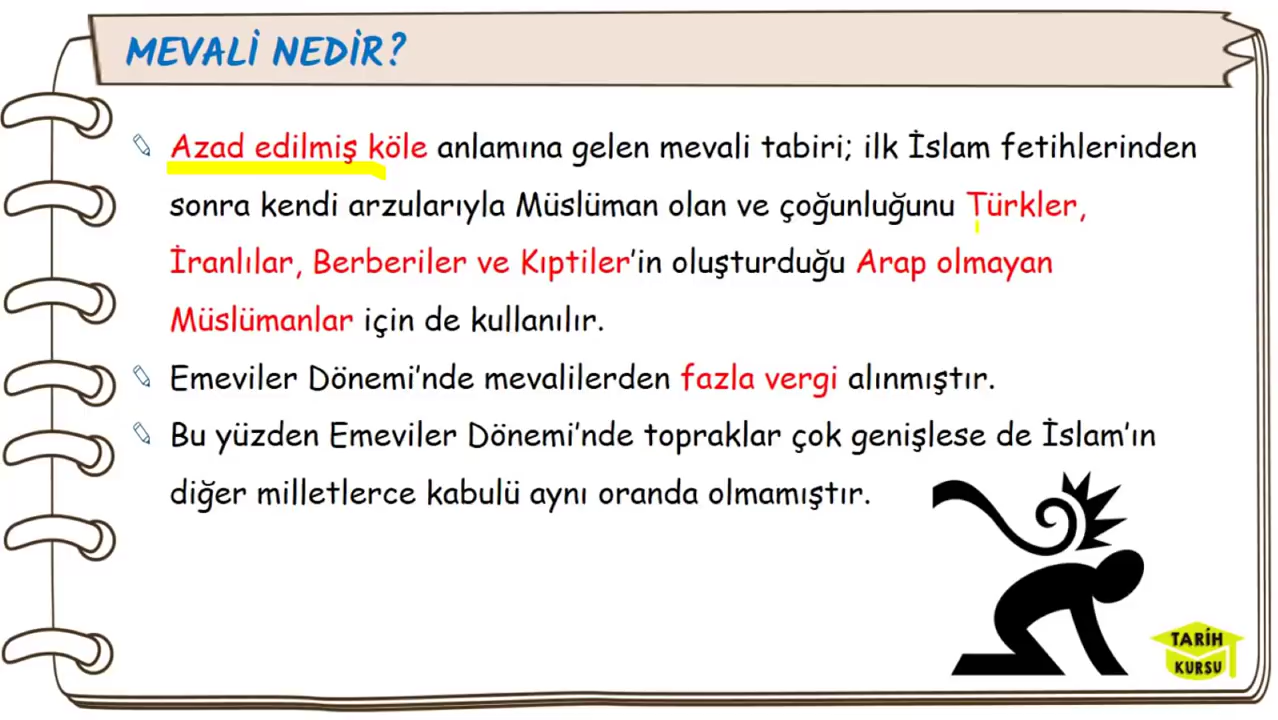 MEVALİ NEDİR?
Azad edilmiş köle anlamına gelen mevali tabiri; ilk İslam fetihlerinden
sonra kendi arzularıyla Müslüman olan ve çoğunluğunu Türkler,
İranlılar, Berberiler ve Kıptiler’in oluşturduğu Arap olmayan
Müslümanlar için de kullanılır.
Emeviler Dönemi’nde mevalilerden fazla vergi alınmıştır.
Bu yüzden Emeviler Dönemi’nde topraklar çok genişlese de İslam’ın
diğer milletlerce kabulü aynı oranda olmamıştır.
TARİH
KURSU